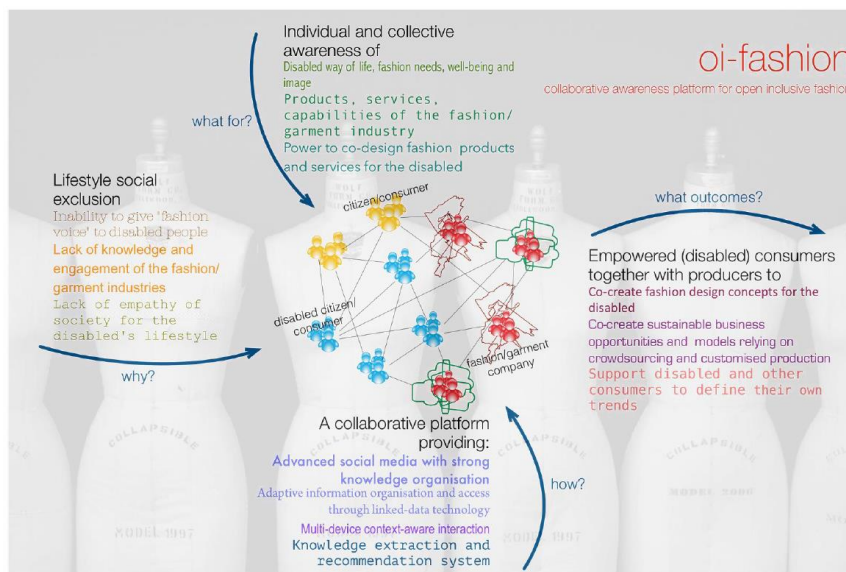 Individual and collective
awareness of
Disabled way of life, fashion needs, well-being and
image
Products, services,
capabilities of the fashion/
garment industry
Power to co-design fashion products
and services for the disabled
oi-fashion
collaborative awareness platform for open inclusive fashion
what for?
Lifestyle social
exclusion
Inability to give 'fashion
voice' to disabled people
Lack of knowledge and
engagement of the fashion/
garment industries
Lack of empathy of
society for the
disabled's lifestyle
why?
citizen/consumer
disabled citizen/
consumer
fashion/garment
company
what outcomes?
Empowered (disabled) consumers
together with producers to
Co-create fashion design concepts for the
disabled
Co-create sustainable business
opportunities and models relying on
crowdsourcing and customised production
Support disabled and other
consumers to define their own
trends
A collaborative platform
providing:
Advanced social media with strong
knowledge organisation
Adaptive information organisation and access
through linked-data technology
Multi-device context-aware interaction
Knowledge extraction and
recommendation system
how?
COLLAPSIBLE
MODEL 1997
COLLAPSIBLE
COLLAPSIBLE
MODEL 1997
COLLAPSIBLE
MODEL 2006